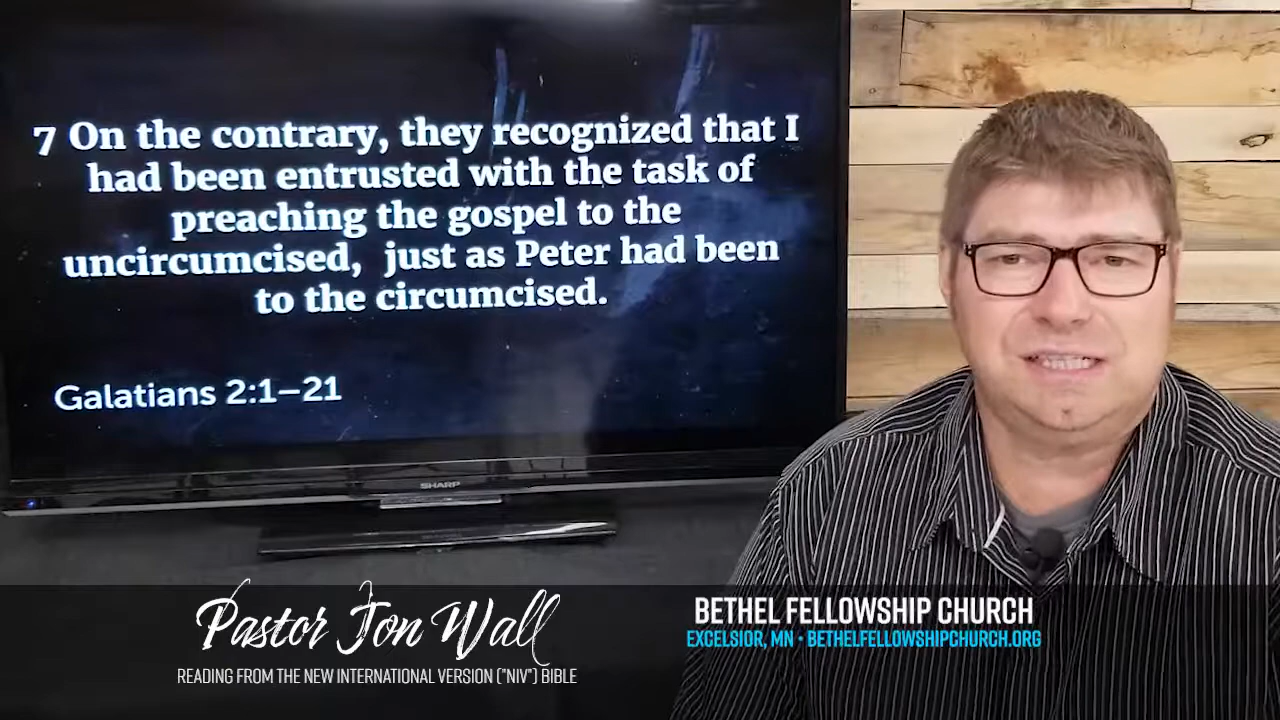 7 On the contrary, they recognized that I
had been entrusted with the task of
preaching the gospel to the
uncircumcised, just as Peter had been
to the circumcised.
Galatians 2:1–21
SHARP
Pastor Jon Wall
READING FROM THE NEW INTERNATIONAL VERSION ("NIV") BIBLE
BETHEL FELLOWSHIP CHURCH
EXCELSIOR, MN • BETHELFELLOWSHIPCHURCH.ORG